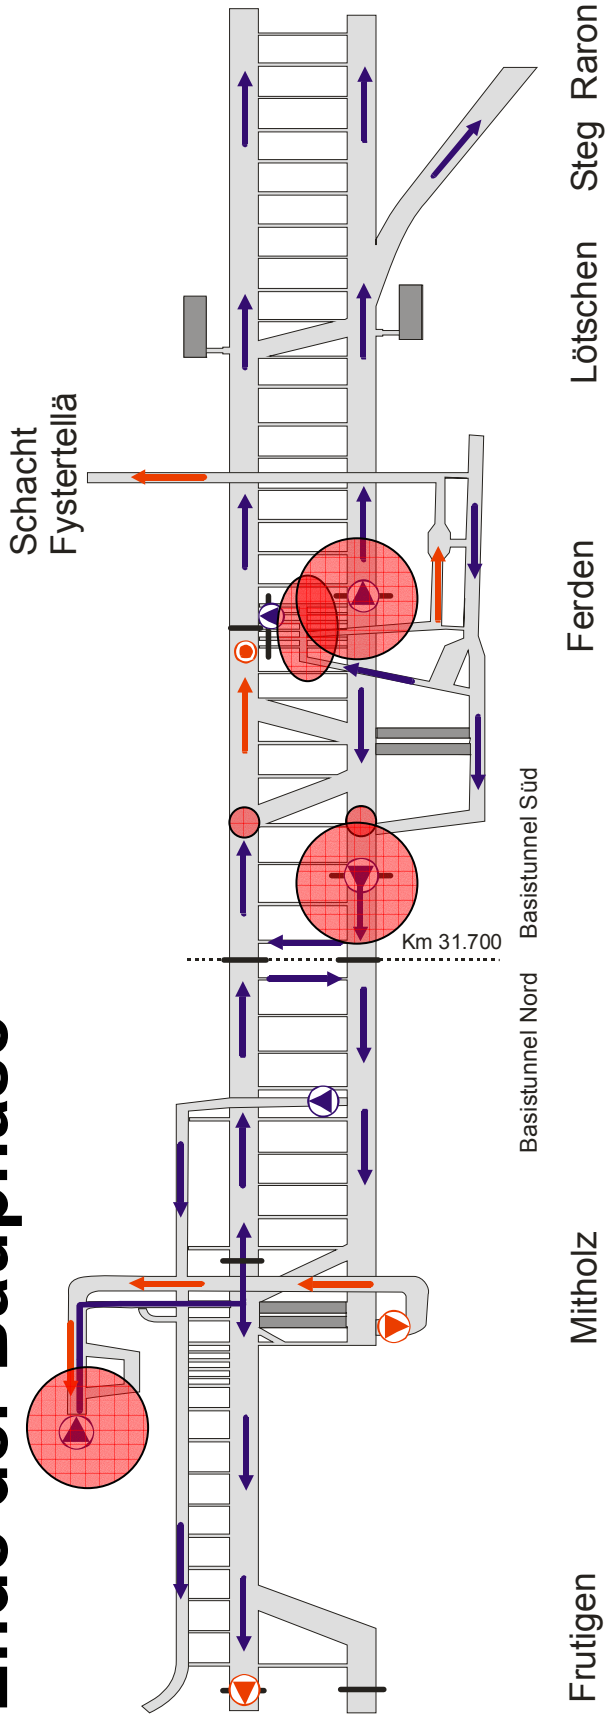 Schacht
Fystertellä
Raron
Steg
Lötschen
Ferden
Basistunnel Süd
Km 31.700
Basistunnel Nord
Mitholz
Frutigen